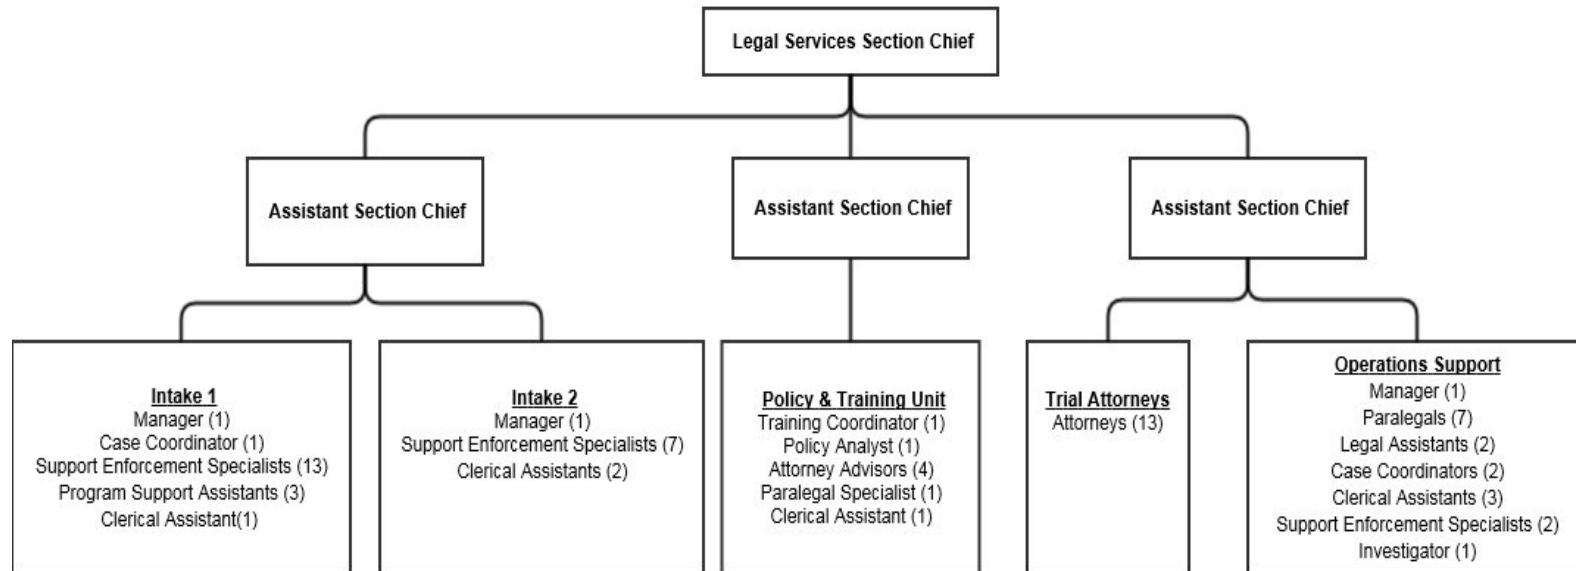 Legal Services Section Chief
Assistant Section Chief
Assistant Section Chief
Assistant Section Chief
Intake 1
Manager (1)
Case Coordinator (1)
Support Enforcement Specialists (13)
Program Support Assistants (3)
Clerical Assistant(1)
Intake 2
Manager (1)
Support Enforcement Specialists (7)
Clerical Assistants (2)
Policy & Training Unit
Training Coordinator (1)
Policy Analyst (1)
Attorney Advisors (4)
Paralegal Specialist (1)
Clerical Assistant (1)
Trial Attorneys
Attorneys (13)
Operations Support
Manager (1)
Paralegals (7)
Legal Assistants (2)
Case Coordinators (2)
Clerical Assistants (3)
Support Enforcement Specialists (2)
Investigator (1)